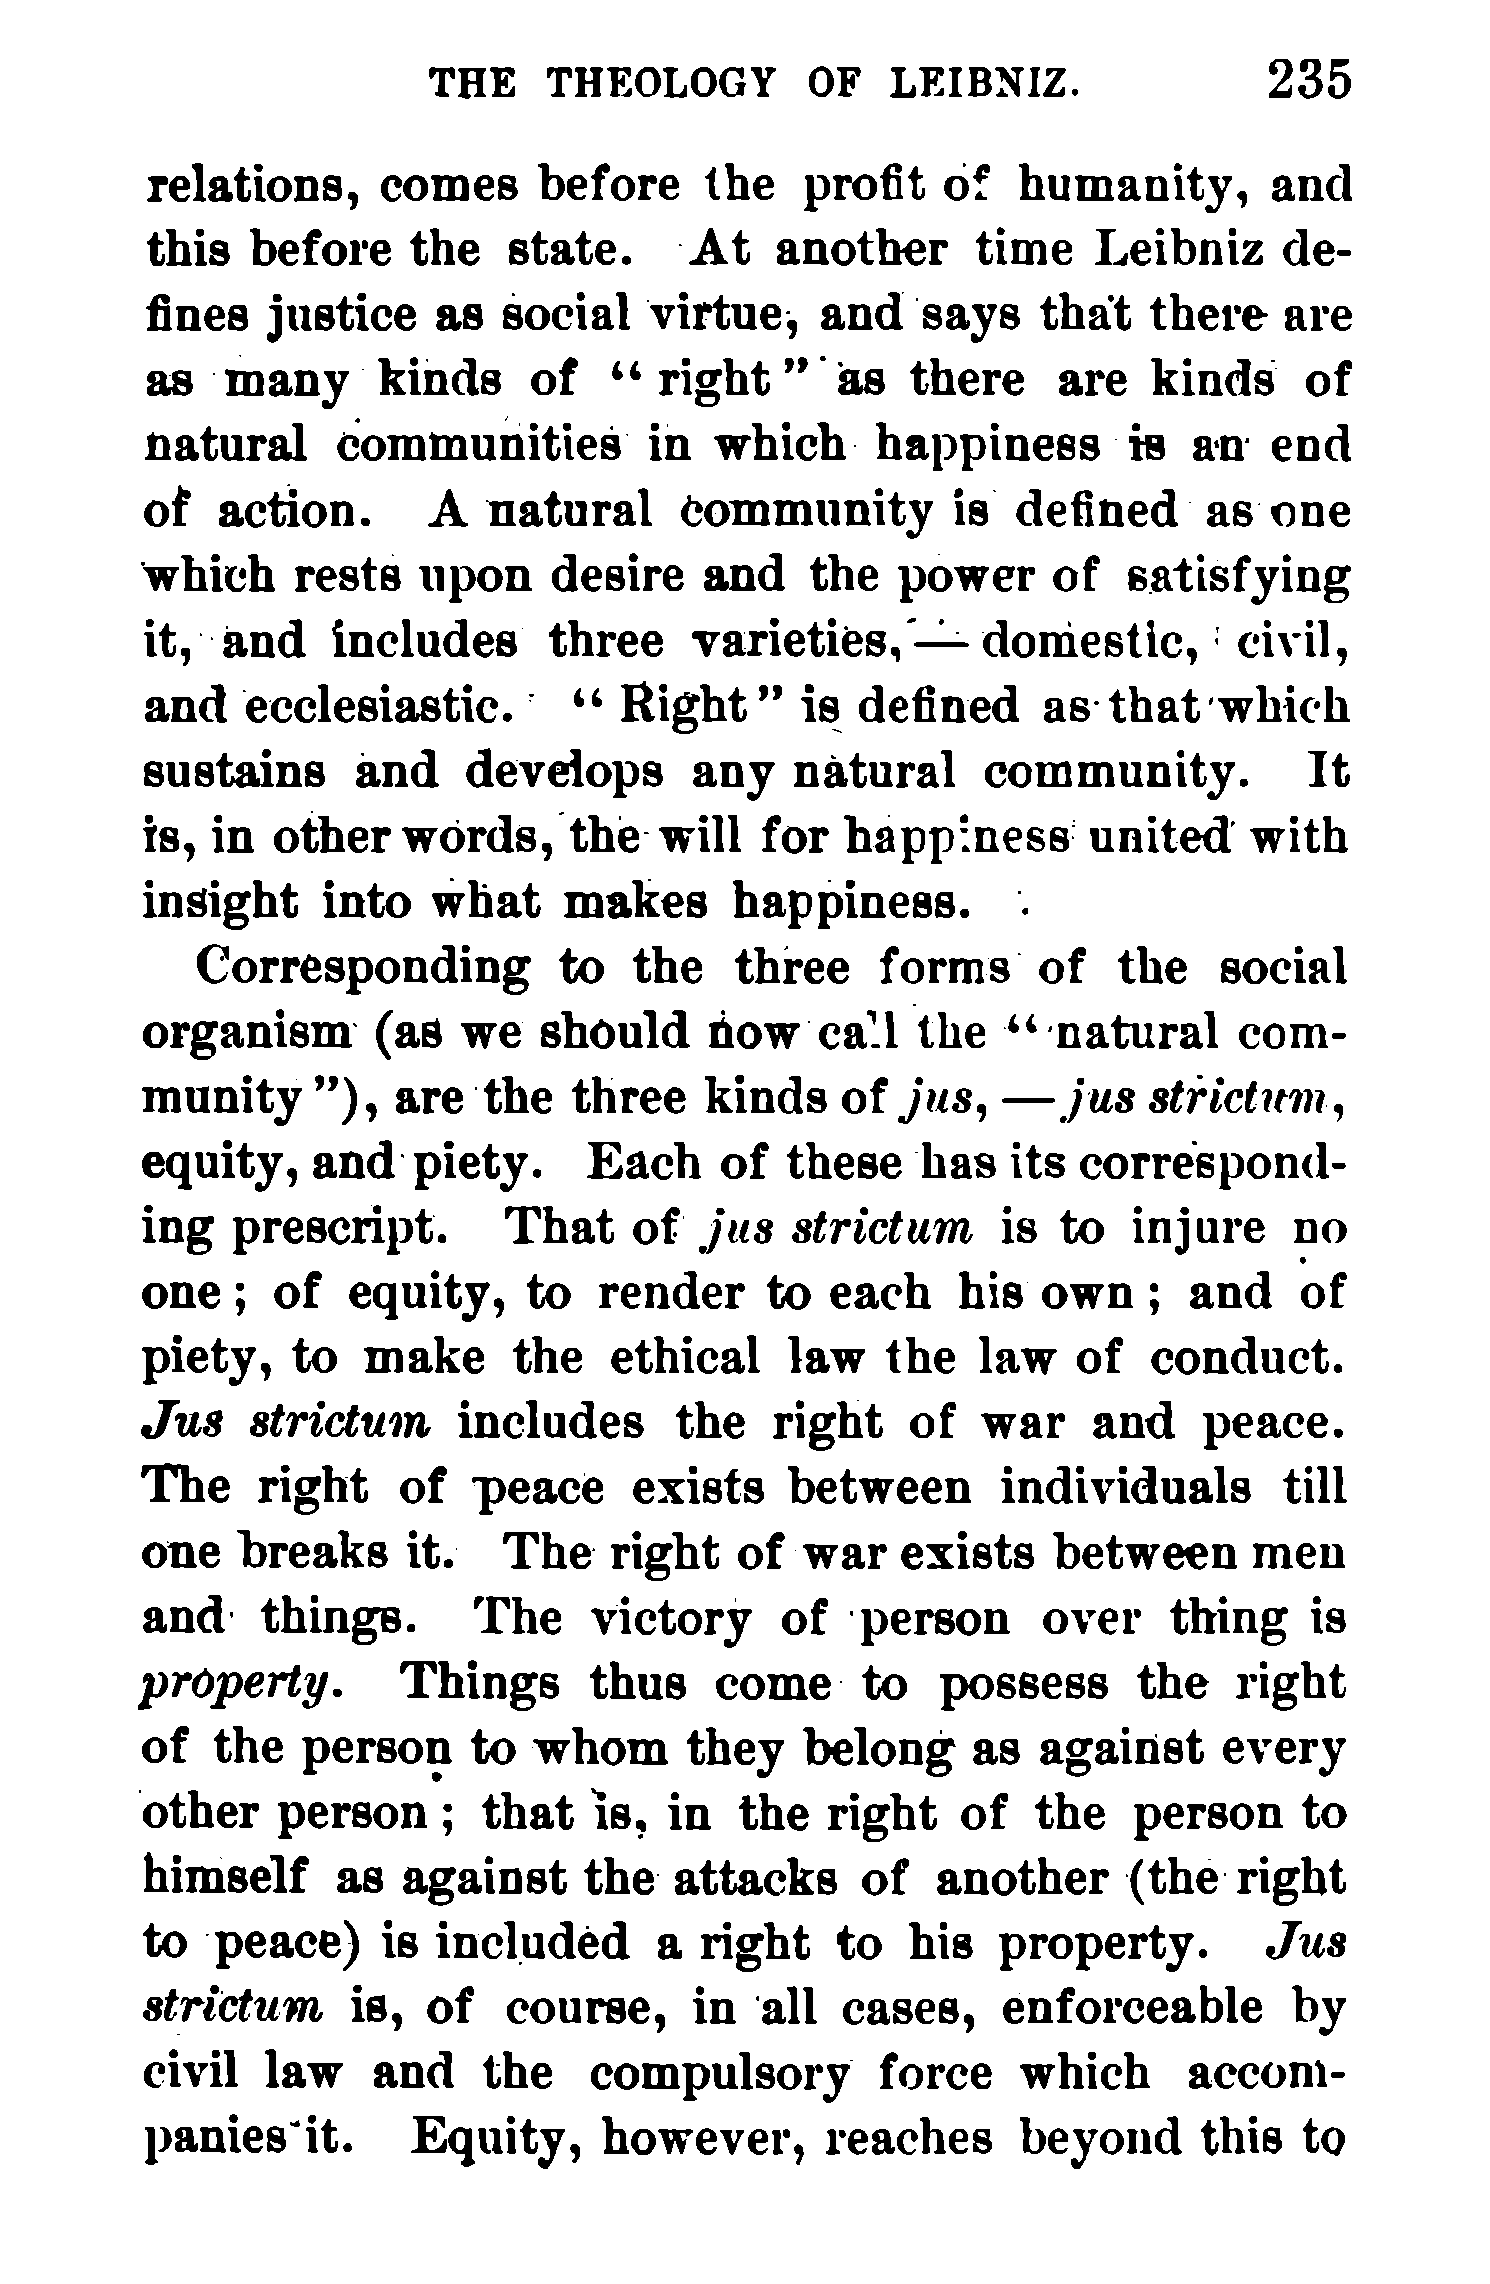 THE THEOLOGY OF LEIBNIZ. 235
relations, comes before the profit of humanity, and
this before the state. At another time Leibniz de-
fines justice as social virtue, and says that there are
as many kinds of “right” as there are kinds of
natural communities in which happiness is an end
of action. A natural community is defined as one
which rests upon desire and the power of satisfying
it, and includes three varieties,— domestic, civil,
and ecclesiastic. “Right” is defined as that which
sustains and develops any natural community. It
is, in other words, the will for happiness united with
insight into what makes happiness.
Corresponding to the three forms of the social
organism (as we should now call the “natural com-
munity”), are the three kinds of jus, — jus strictum,
equity, and piety. Each of these has its correspond-
ing prescript. That of jus strictum is to injure no
one; of equity, to render to each his own; and of
piety, to make the ethical law the law of conduct.
Jus strictum includes the right of war and peace.
The right of peace exists between individuals till
one breaks it. The right of war exists between men
and things. The victory of person over thing is
property. Things thus come to possess the right
of the person to whom they belong as against every
other person; that is, in the right of the person to
himself as against the attacks of another (the right
to peace) is included a right to his property. Jus
strictum is, of course, in all cases, enforceable by
civil law and the compulsory force which accom-
panies it. Equity, however, reaches beyond this to